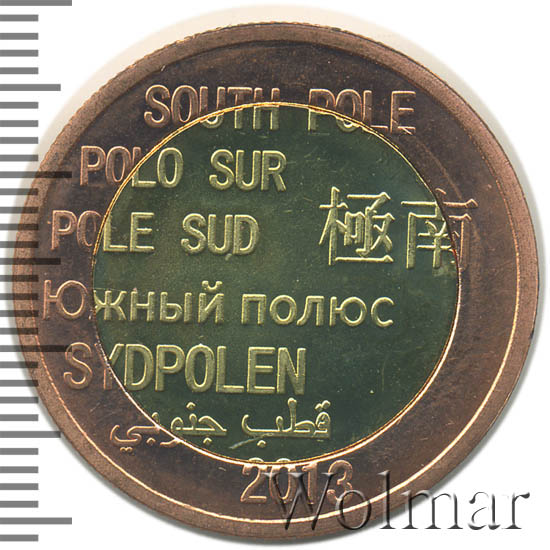 SOUTH POLE
POLO SUR
POLE SUD 極南
ЮЖНЫЙ ПОЛЮС
SYDPOLEN
قطب جنوبي
2013
Wolmar